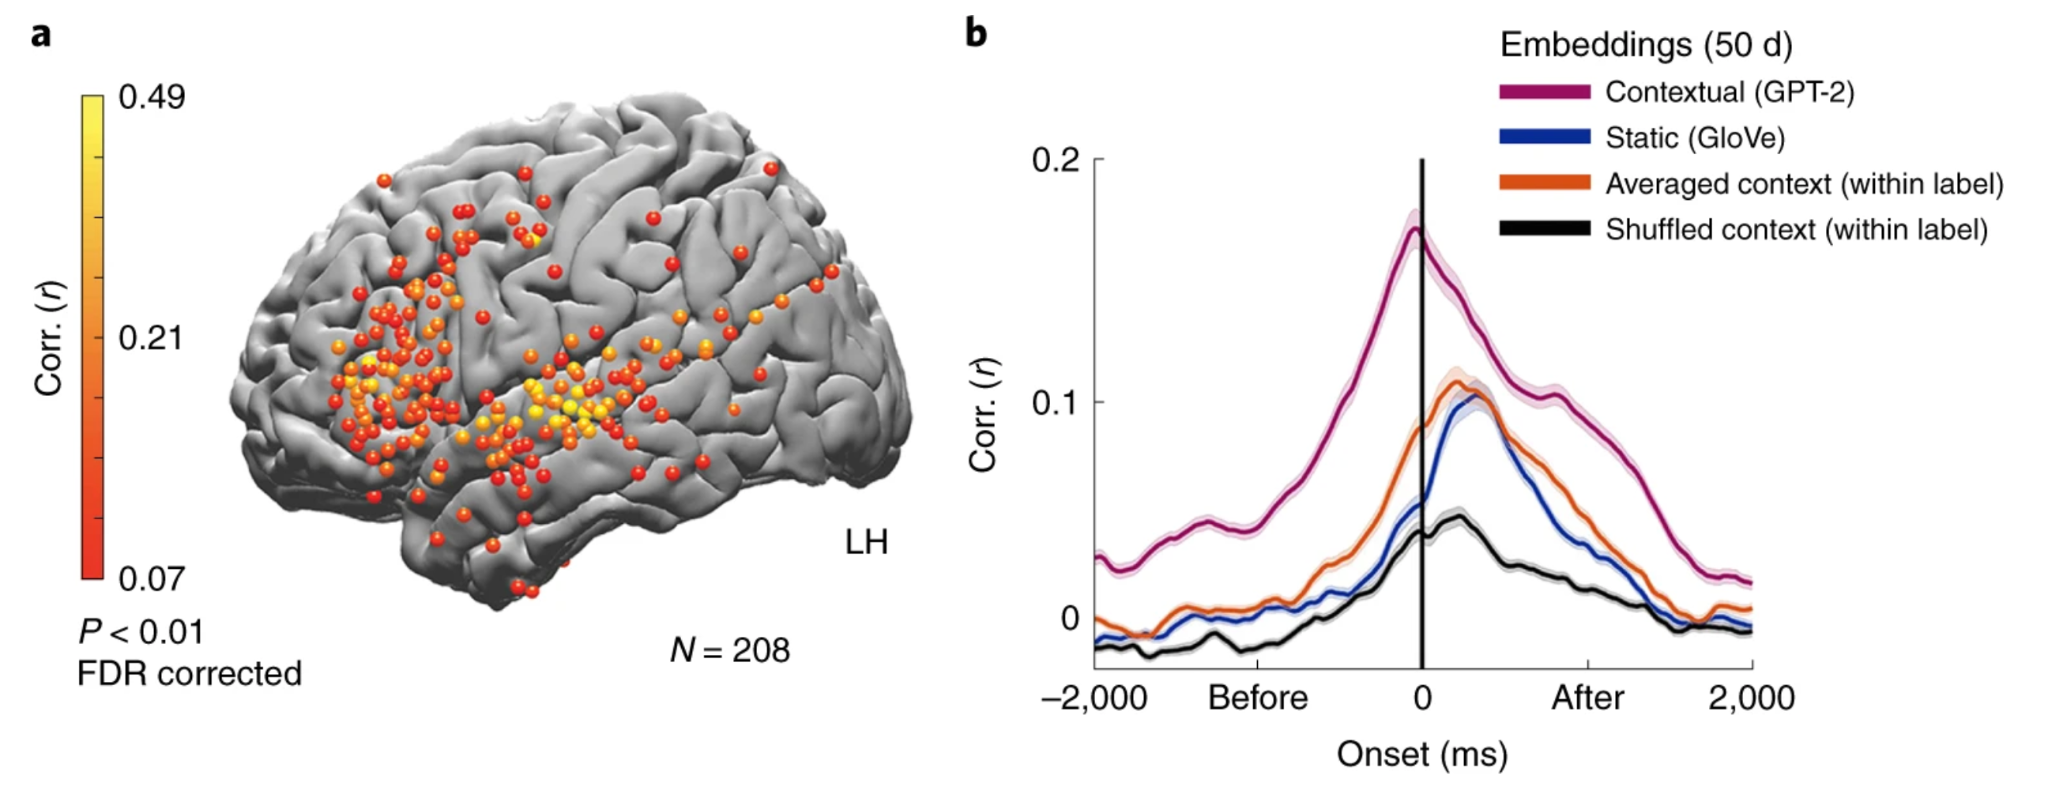 a
0.49
0.21
0.07
Corr. (r)
P < 0.01
FDR corrected
N = 208
LH
b
Embeddings (50 d)
Contextual (GPT-2)
Static (GloVe)
Averaged context (within label)
Shuffled context (within label)
0.2
0.1
0
Corr. (r)
–2,000 Before 0 After 2,000
Onset (ms)